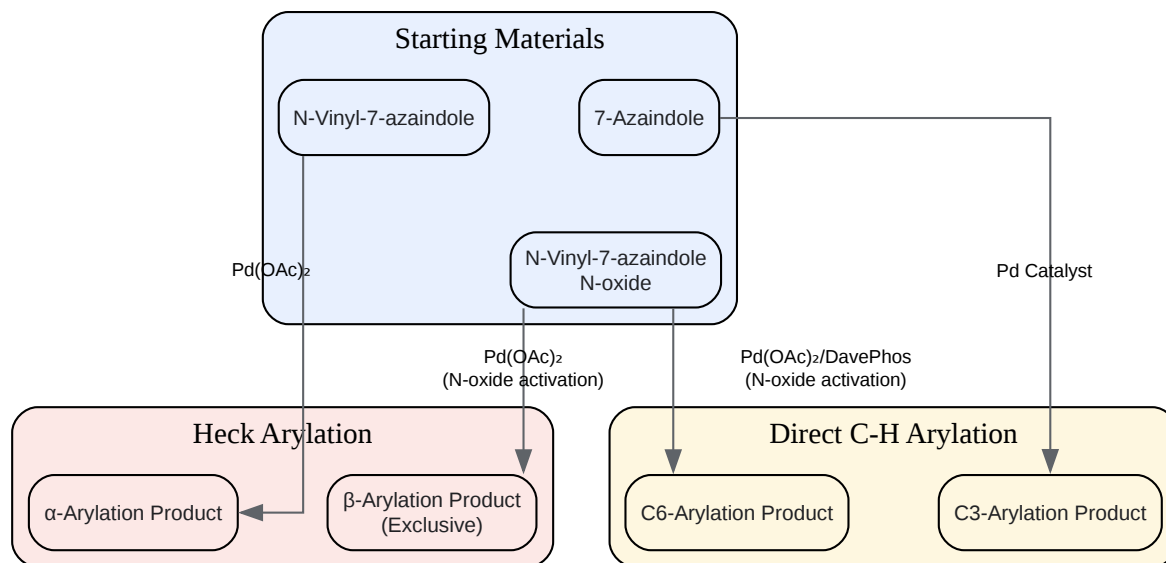 Starting Materials
N-Vinyl-7-azaindole
7-Azaindole
N-Vinyl-7-azaindole
N-oxide
Pd(OAc)₂
Pd Catalyst
Pd(OAc)₂
(N-oxide activation)
Pd(OAc)₂/DavePhos
(N-oxide activation)
Heck Arylation
α-Arylation Product
β-Arylation Product
(Exclusive)
Direct C-H Arylation
C6-Arylation Product
C3-Arylation Product